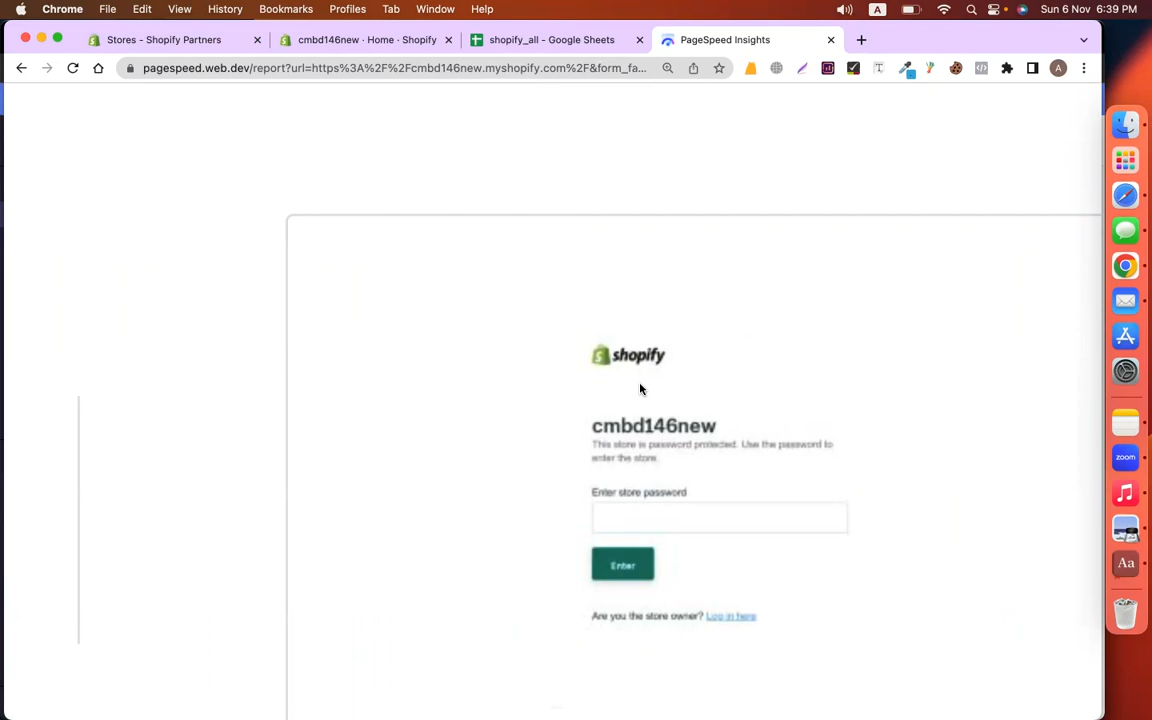 Chrome File Edit View History Bookmarks Profiles Tab Window Help A Sun 6 Nov 6:39 PM
Stores - Shopify Partners
cmbd146new · Home · Shopify
shopify_all - Google Sheets
PageSpeed Insights
pagespeed.web.dev/report?url=https%3A%2F%2Fcmbd146new.myshopify.com%2F&form_fa...
A
shopify
cmbd146new
This store is password protected. Use the password to
enter the store.
Enter store password
Enter
Are you the store owner? Log in here
zoom
Aa